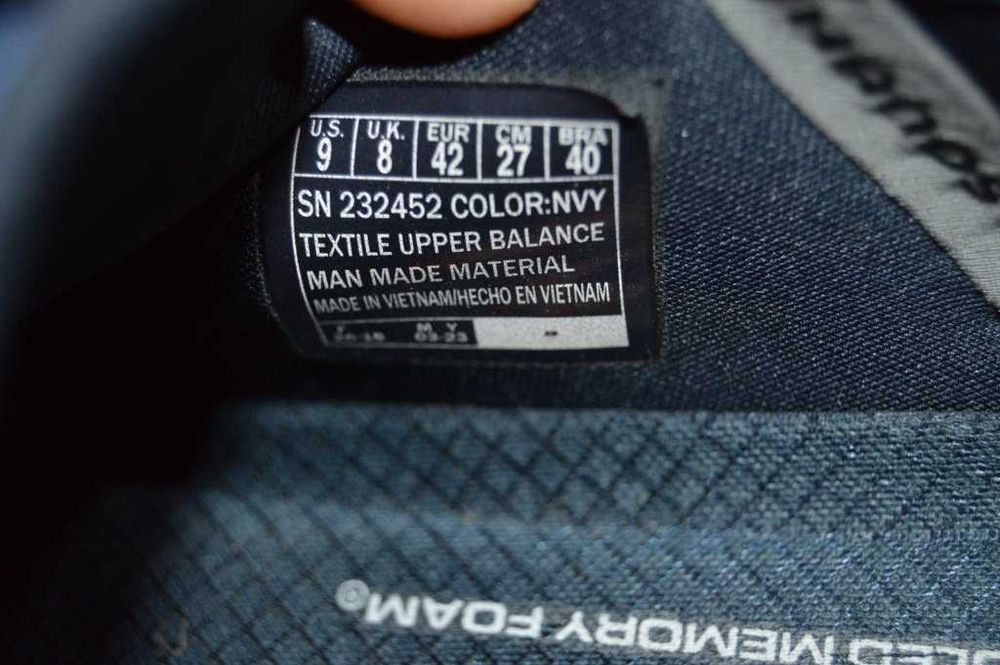 U.S. U.K. EUR CM BRA
9 8 42 27 40
SN 232452 COLOR:NVY
TEXTILE UPPER BALANCE
MAN MADE MATERIAL
MADE IN VIETNAM/HECHO EN VIETNAM
M Y
03-23
MEMORY FOAM®